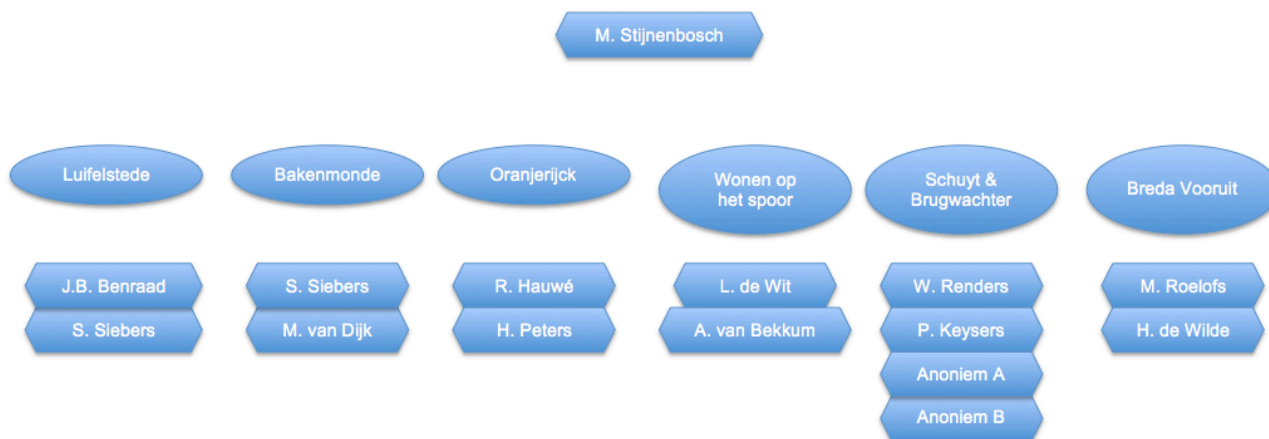 M. Stijnenbosch
Luifelstede
Bakenmonde
Oranjerijck
Wonen op
het spoor
Schuyt &
Brugwachter
Breda Vooruit
J.B. Benraad
S. Siebers
R. Hauwé
L. de Wit
W. Renders
M. Roelofs
S. Siebers
M. van Dijk
H. Peters
A. van Bekkum
P. Keysers
H. de Wilde
Anoniem A
Anoniem B